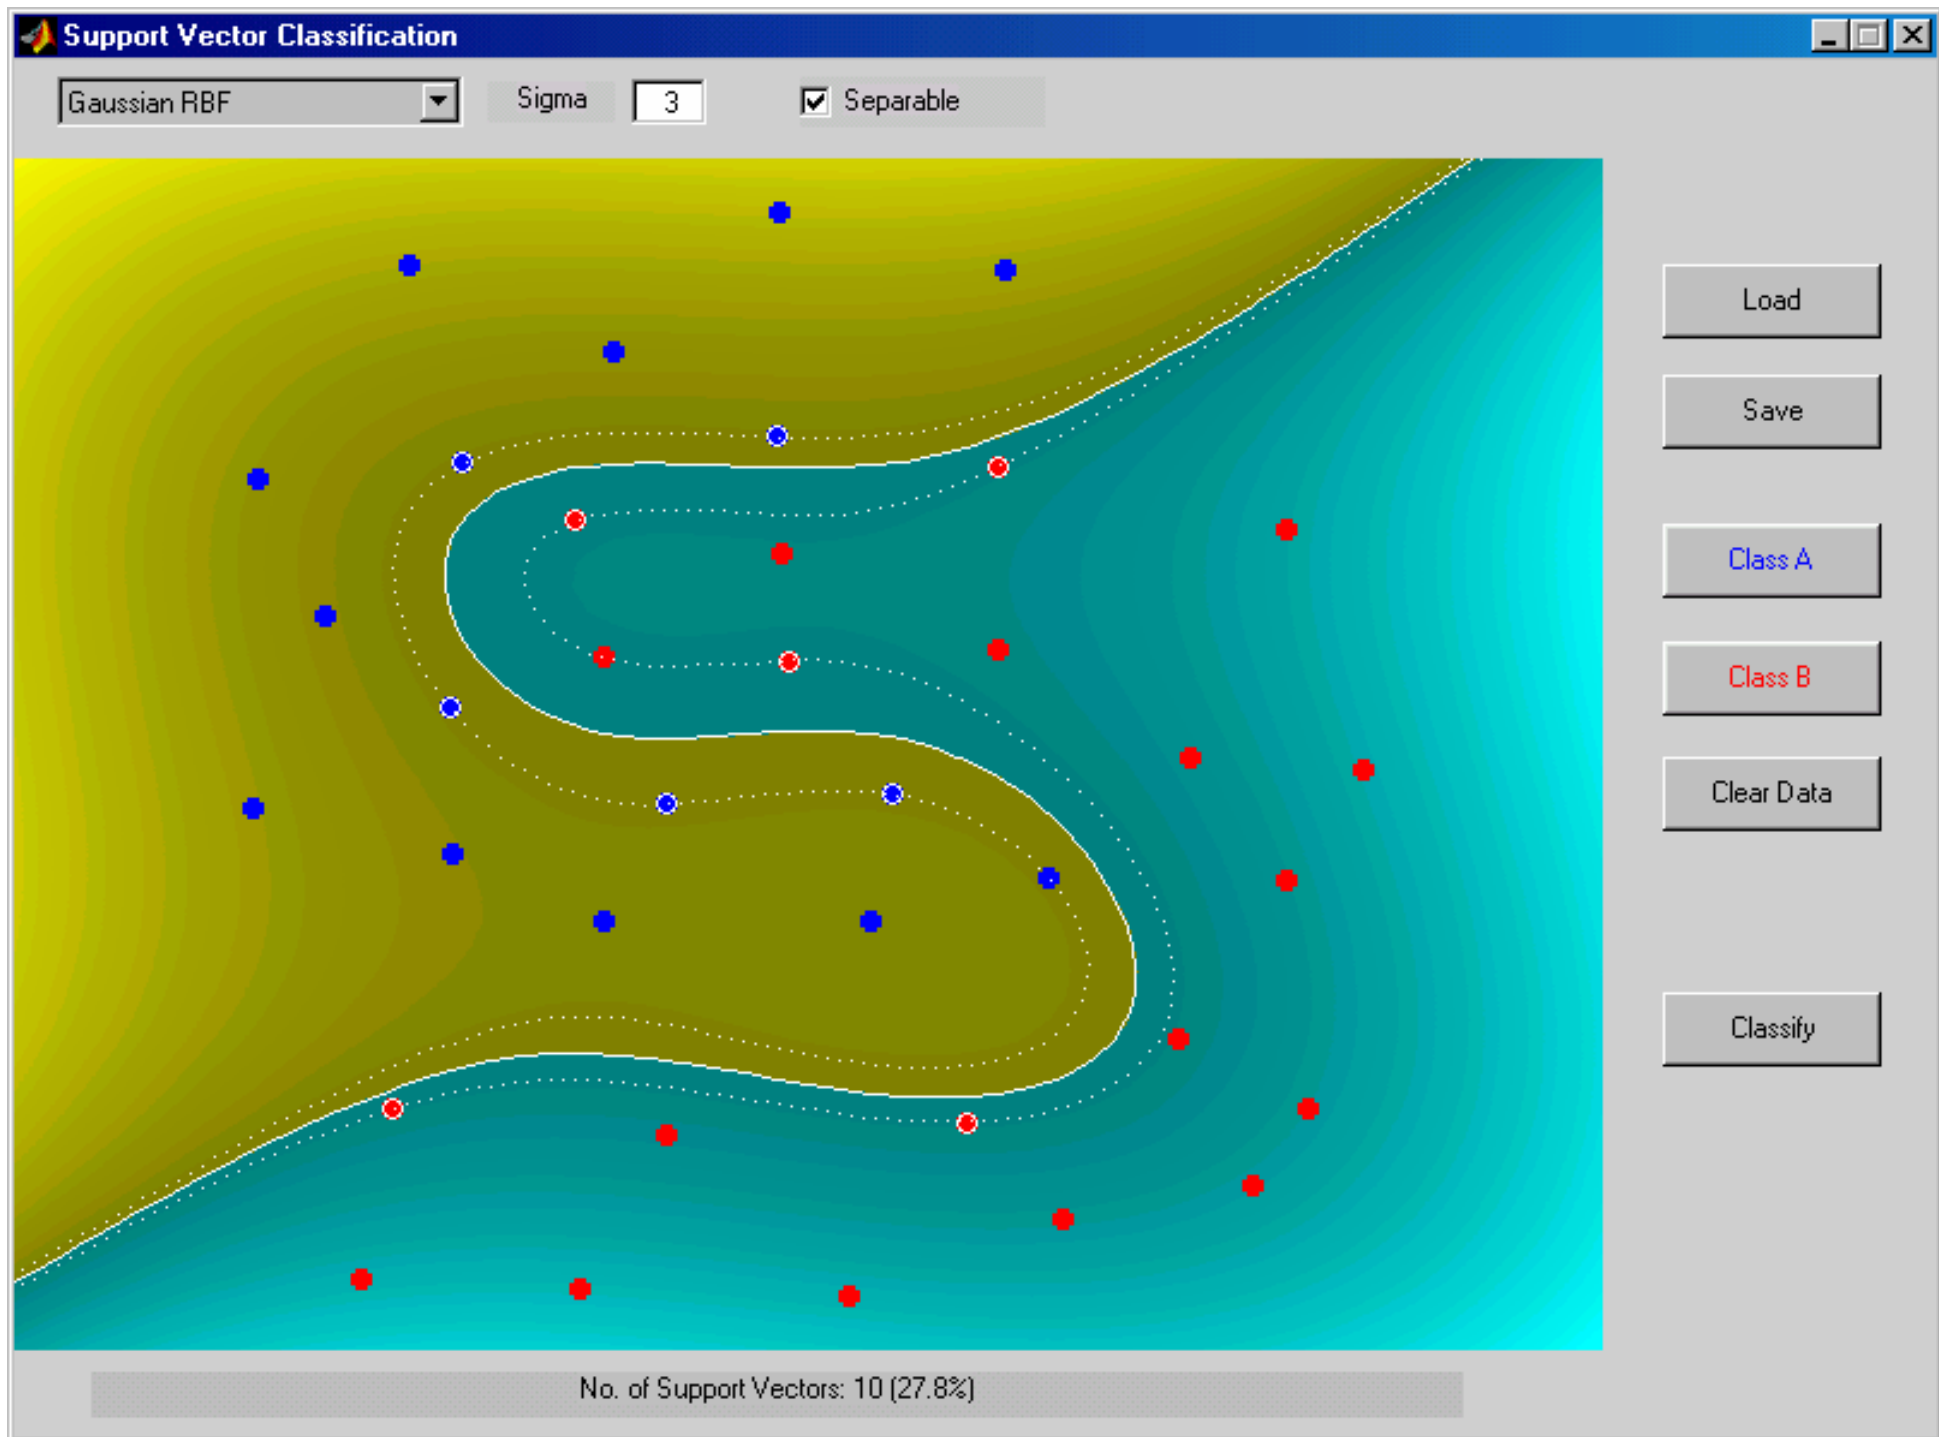 Support Vector Classification
Gaussian RBF Sigma 3 Separable
Load
Save
Class A
Class B
Clear Data
Classify
No. of Support Vectors: 10 (27.8%)